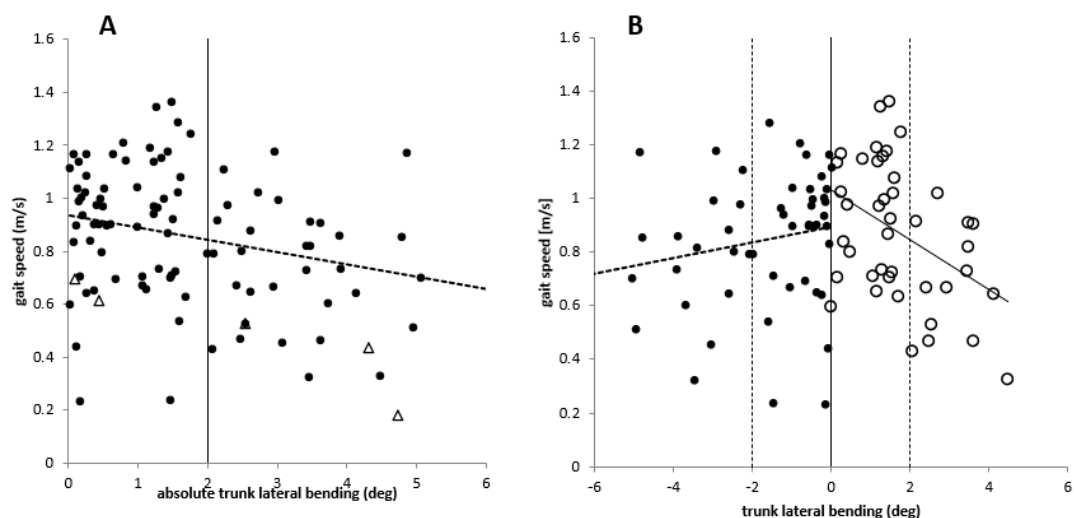 A
1.6
1.4
1.2
1
0.8
0.6
0.4
0.2
0
gait speed (m/s)
0 1 2 3 4 5 6
absolute trunk lateral bending (deg)
B
1.6
1.4
1.2
1
0.8
0.6
0.4
0.2
0
gait speed [m/s]
-6 -4 -2 0 2 4 6
trunk lateral bending (deg)